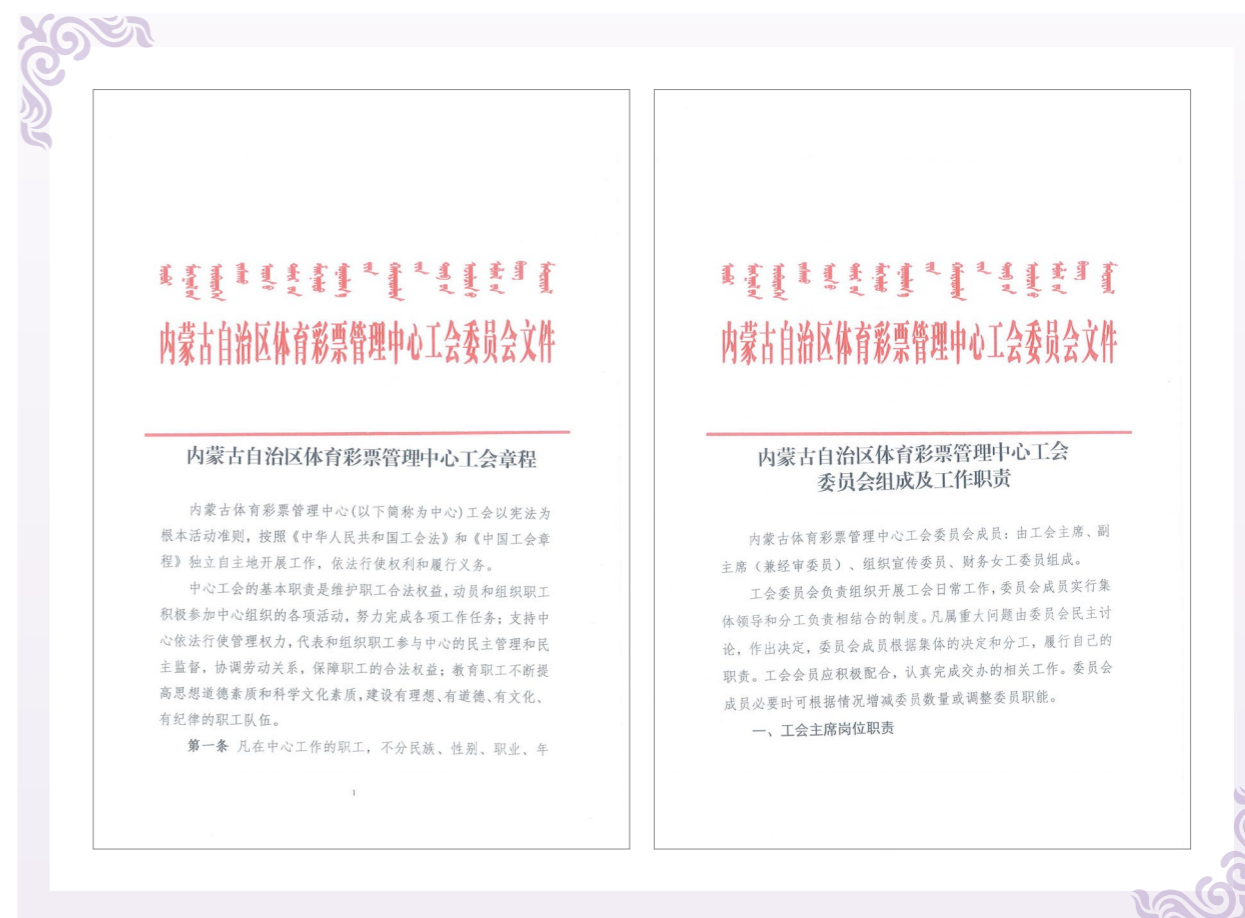 内蒙古自治区体育彩票管理中心工会委员会文件
内蒙古自治区体育彩票管理中心工会章程
内蒙古体育彩票管理中心(以下简称为中心)工会以宪法为
根本活动准则，按照《中华人民共和国工会法》和《中国工会章
程》独立自主地开展工作，依法行使权利和履行义务。
中心工会的基本职责是维护职工合法权益，动员和组织职工
积极参加中心组织的各项活动，努力完成各项工作任务；支持中
心依法行使管理权力，代表和组织职工参与中心的民主管理和民
主监督，协调劳动关系，保障职工的合法权益；教育职工不断提
高思想道德素质和科学文化素质，建设有理想、有道德、有文化、
有纪律的职工队伍。
第一条 凡在中心工作的职工，不分民族、性别、职业、年
1
内蒙古自治区体育彩票管理中心工会委员会文件
内蒙古自治区体育彩票管理中心工会
委员会组成及工作职责
内蒙古体育彩票管理中心工会委员会成员：由工会主席、副
主席（兼经审委员）、组织宣传委员、财务女工委员组成。
工会委员会负责组织开展工会日常工作，委员会成员实行集
体领导和分工负责相结合的制度。凡属重大问题由委员会民主讨
论，作出决定，委员会成员根据集体的决定和分工，履行自己的
职责。工会会员应积极配合，认真完成交办的相关工作。委员会
成员必要时可根据情况增减委员数量或调整委员职能。
一、工会主席岗位职责